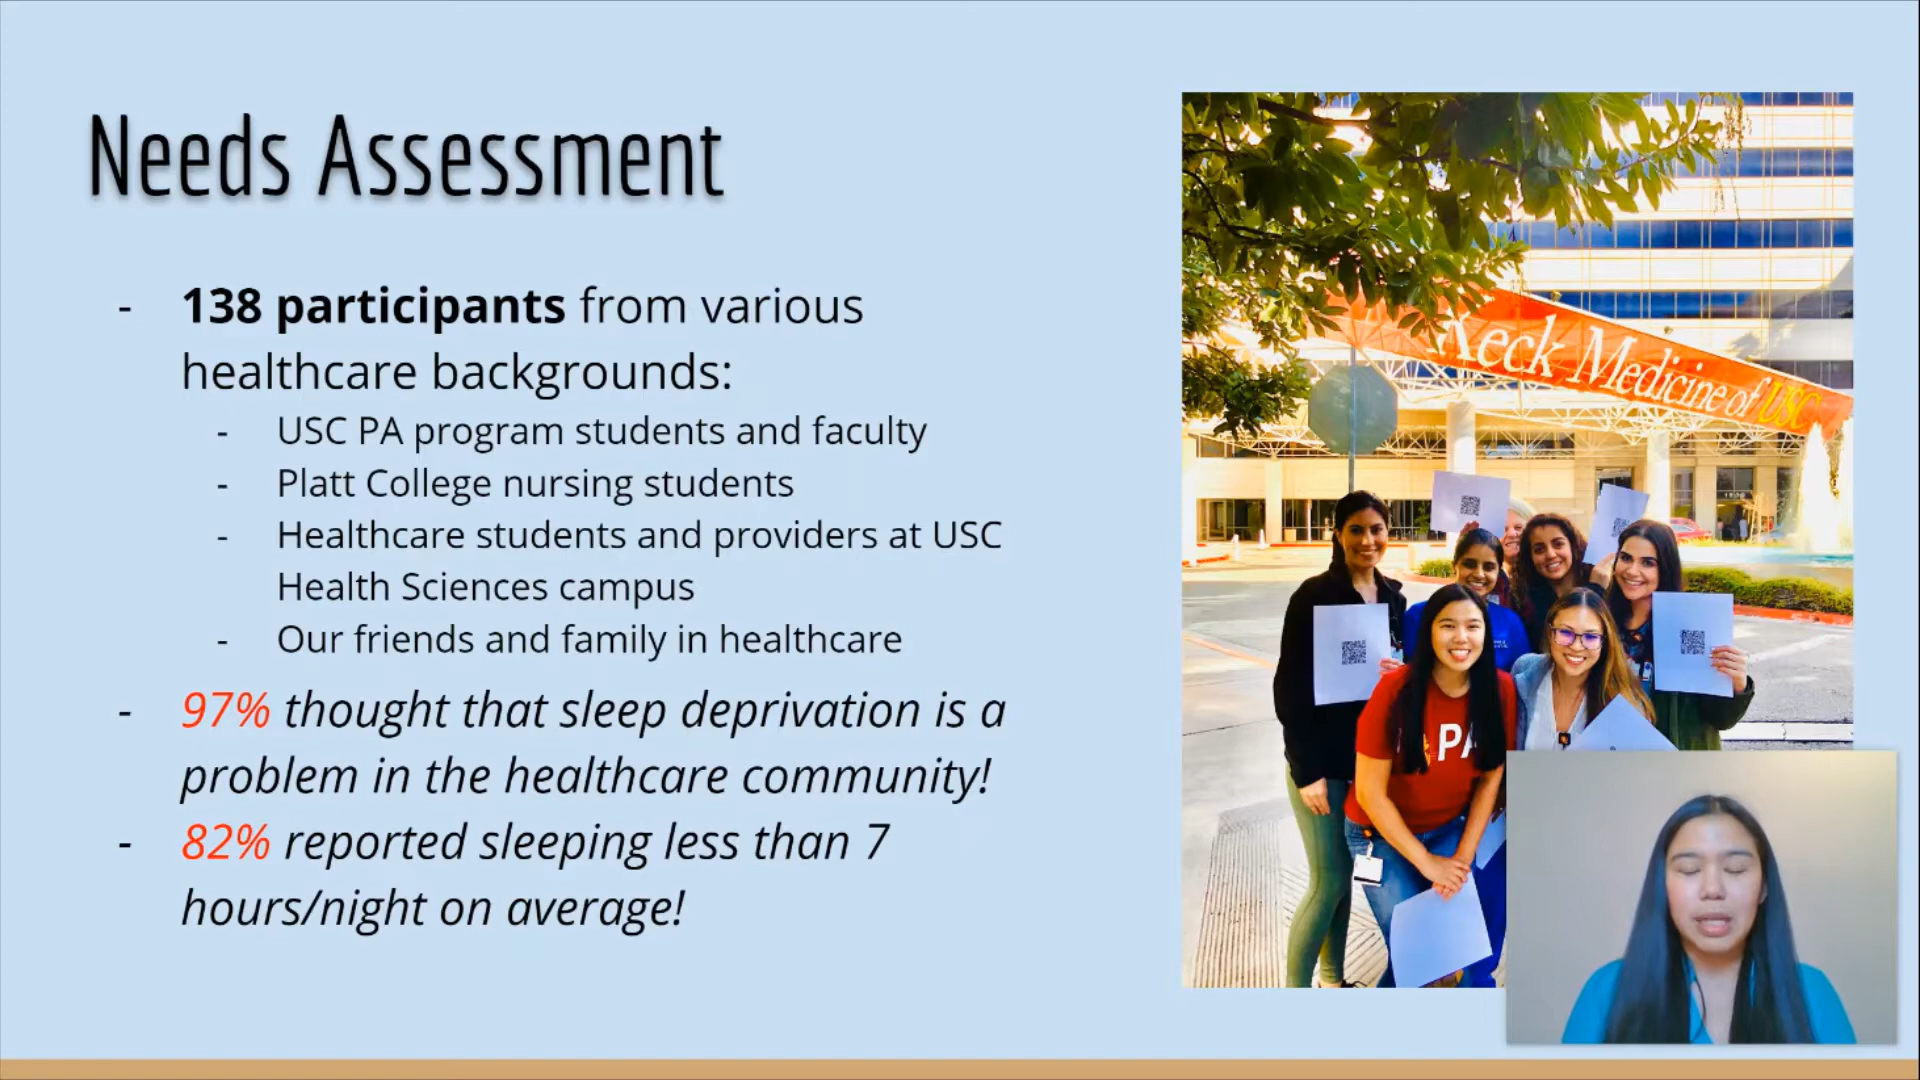 Needs Assessment
- 138 participants from various
healthcare backgrounds:
- USC PA program students and faculty
- Platt College nursing students
- Healthcare students and providers at USC
Health Sciences campus
- Our friends and family in healthcare
- 97% thought that sleep deprivation is a
problem in the healthcare community!
- 82% reported sleeping less than 7
hours/night on average!
Keck Medicine of USC
PA